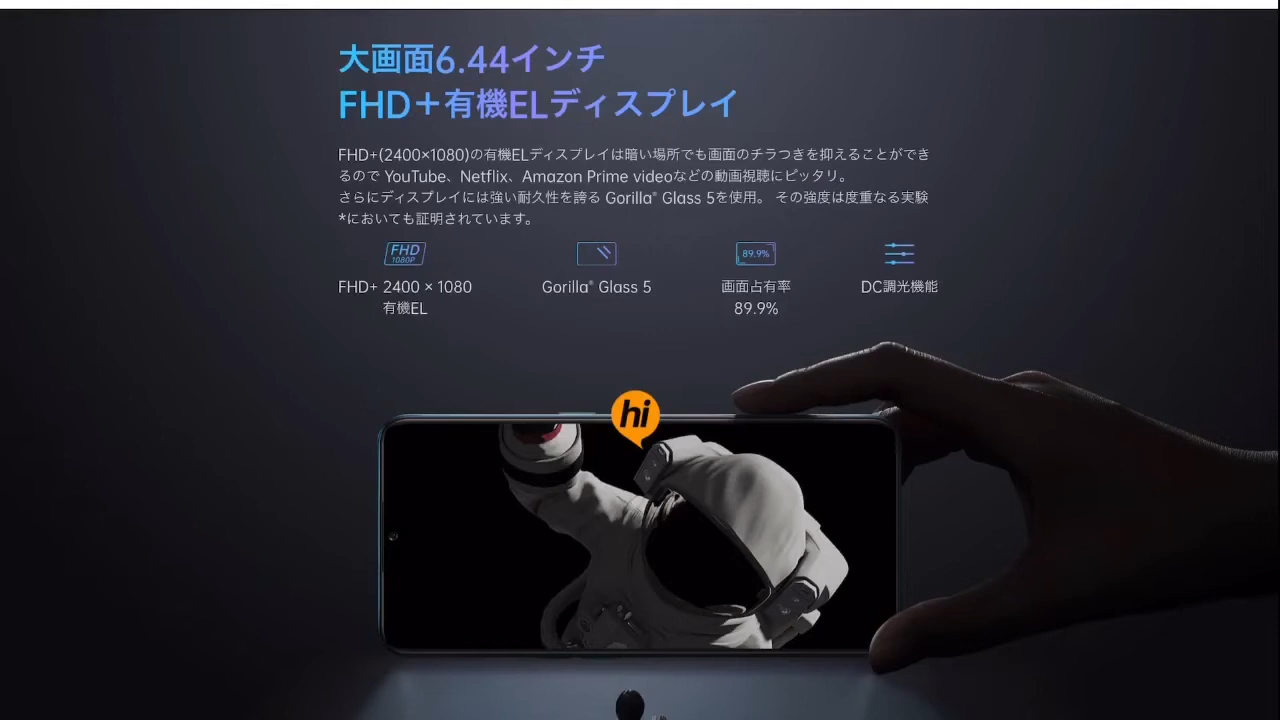 大画面6.44インチ
FHD＋有機ELディスプレイ
FHD+(2400×1080)の有機ELディスプレイは暗い場所でも画面のチラつきを抑えることができ
るので YouTube、Netflix、Amazon Prime videoなどの動画視聴にピッタリ。
さらにディスプレイには強い耐久性を誇る Gorilla® Glass 5を使用。 その強度は度重なる実験
*においても証明されています。
FHD
1080P
89.9%
FHD+ 2400 × 1080
有機EL
Gorilla® Glass 5
画面占有率
89.9%
DC調光機能
hi